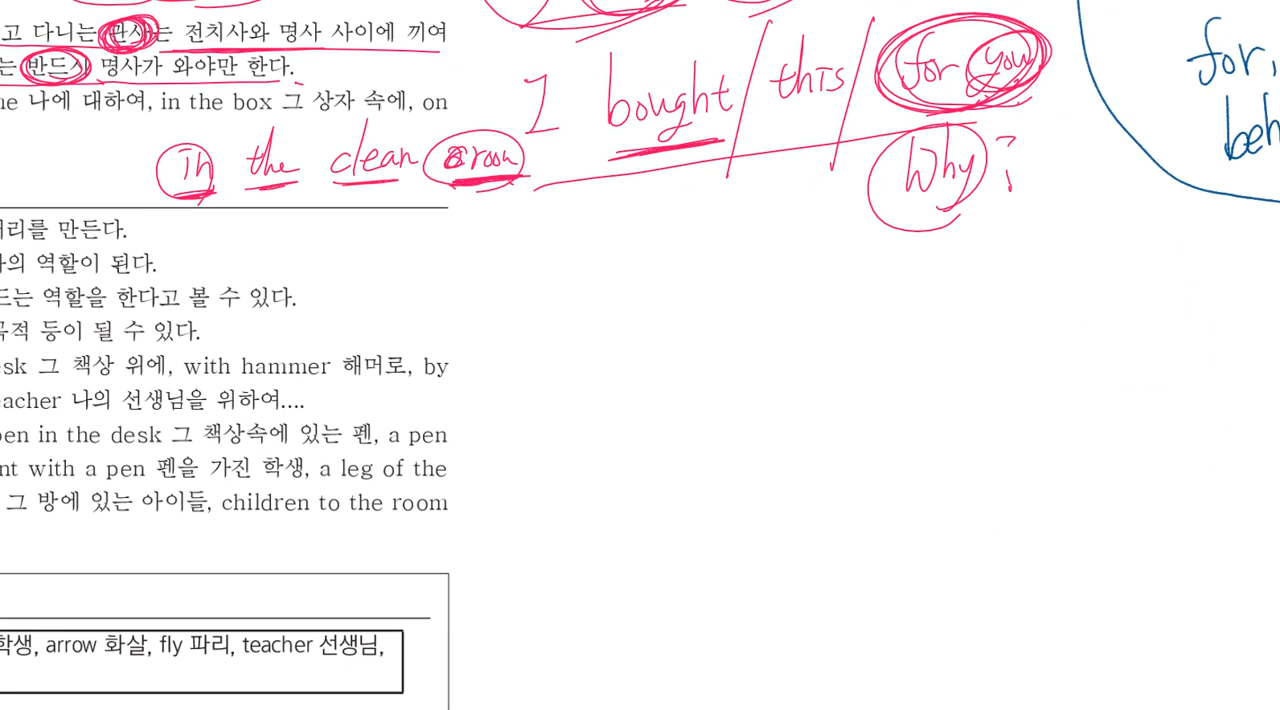 고 다니는 관사는 전치사와 명사 사이에 끼여
는 반드시 명사가 와야만 한다.
me 나에 대하여, in the box 그 상자 속에, on
I bought / this / for you
Why?
in the clean room
for,
beh
거리를 만든다.
의 역할이 된다.
드는 역할을 한다고 볼 수 있다.
목적 등이 될 수 있다.
esk 그 책상 위에, with hammer 해머로, by
eacher 나의 선생님을 위하여....
pen in the desk 그 책상속에 있는 펜, a pen
nt with a pen 펜을 가진 학생, a leg of the
그 방에 있는 아이들, children to the room
학생, arrow 화살, fly 파리, teacher 선생님,